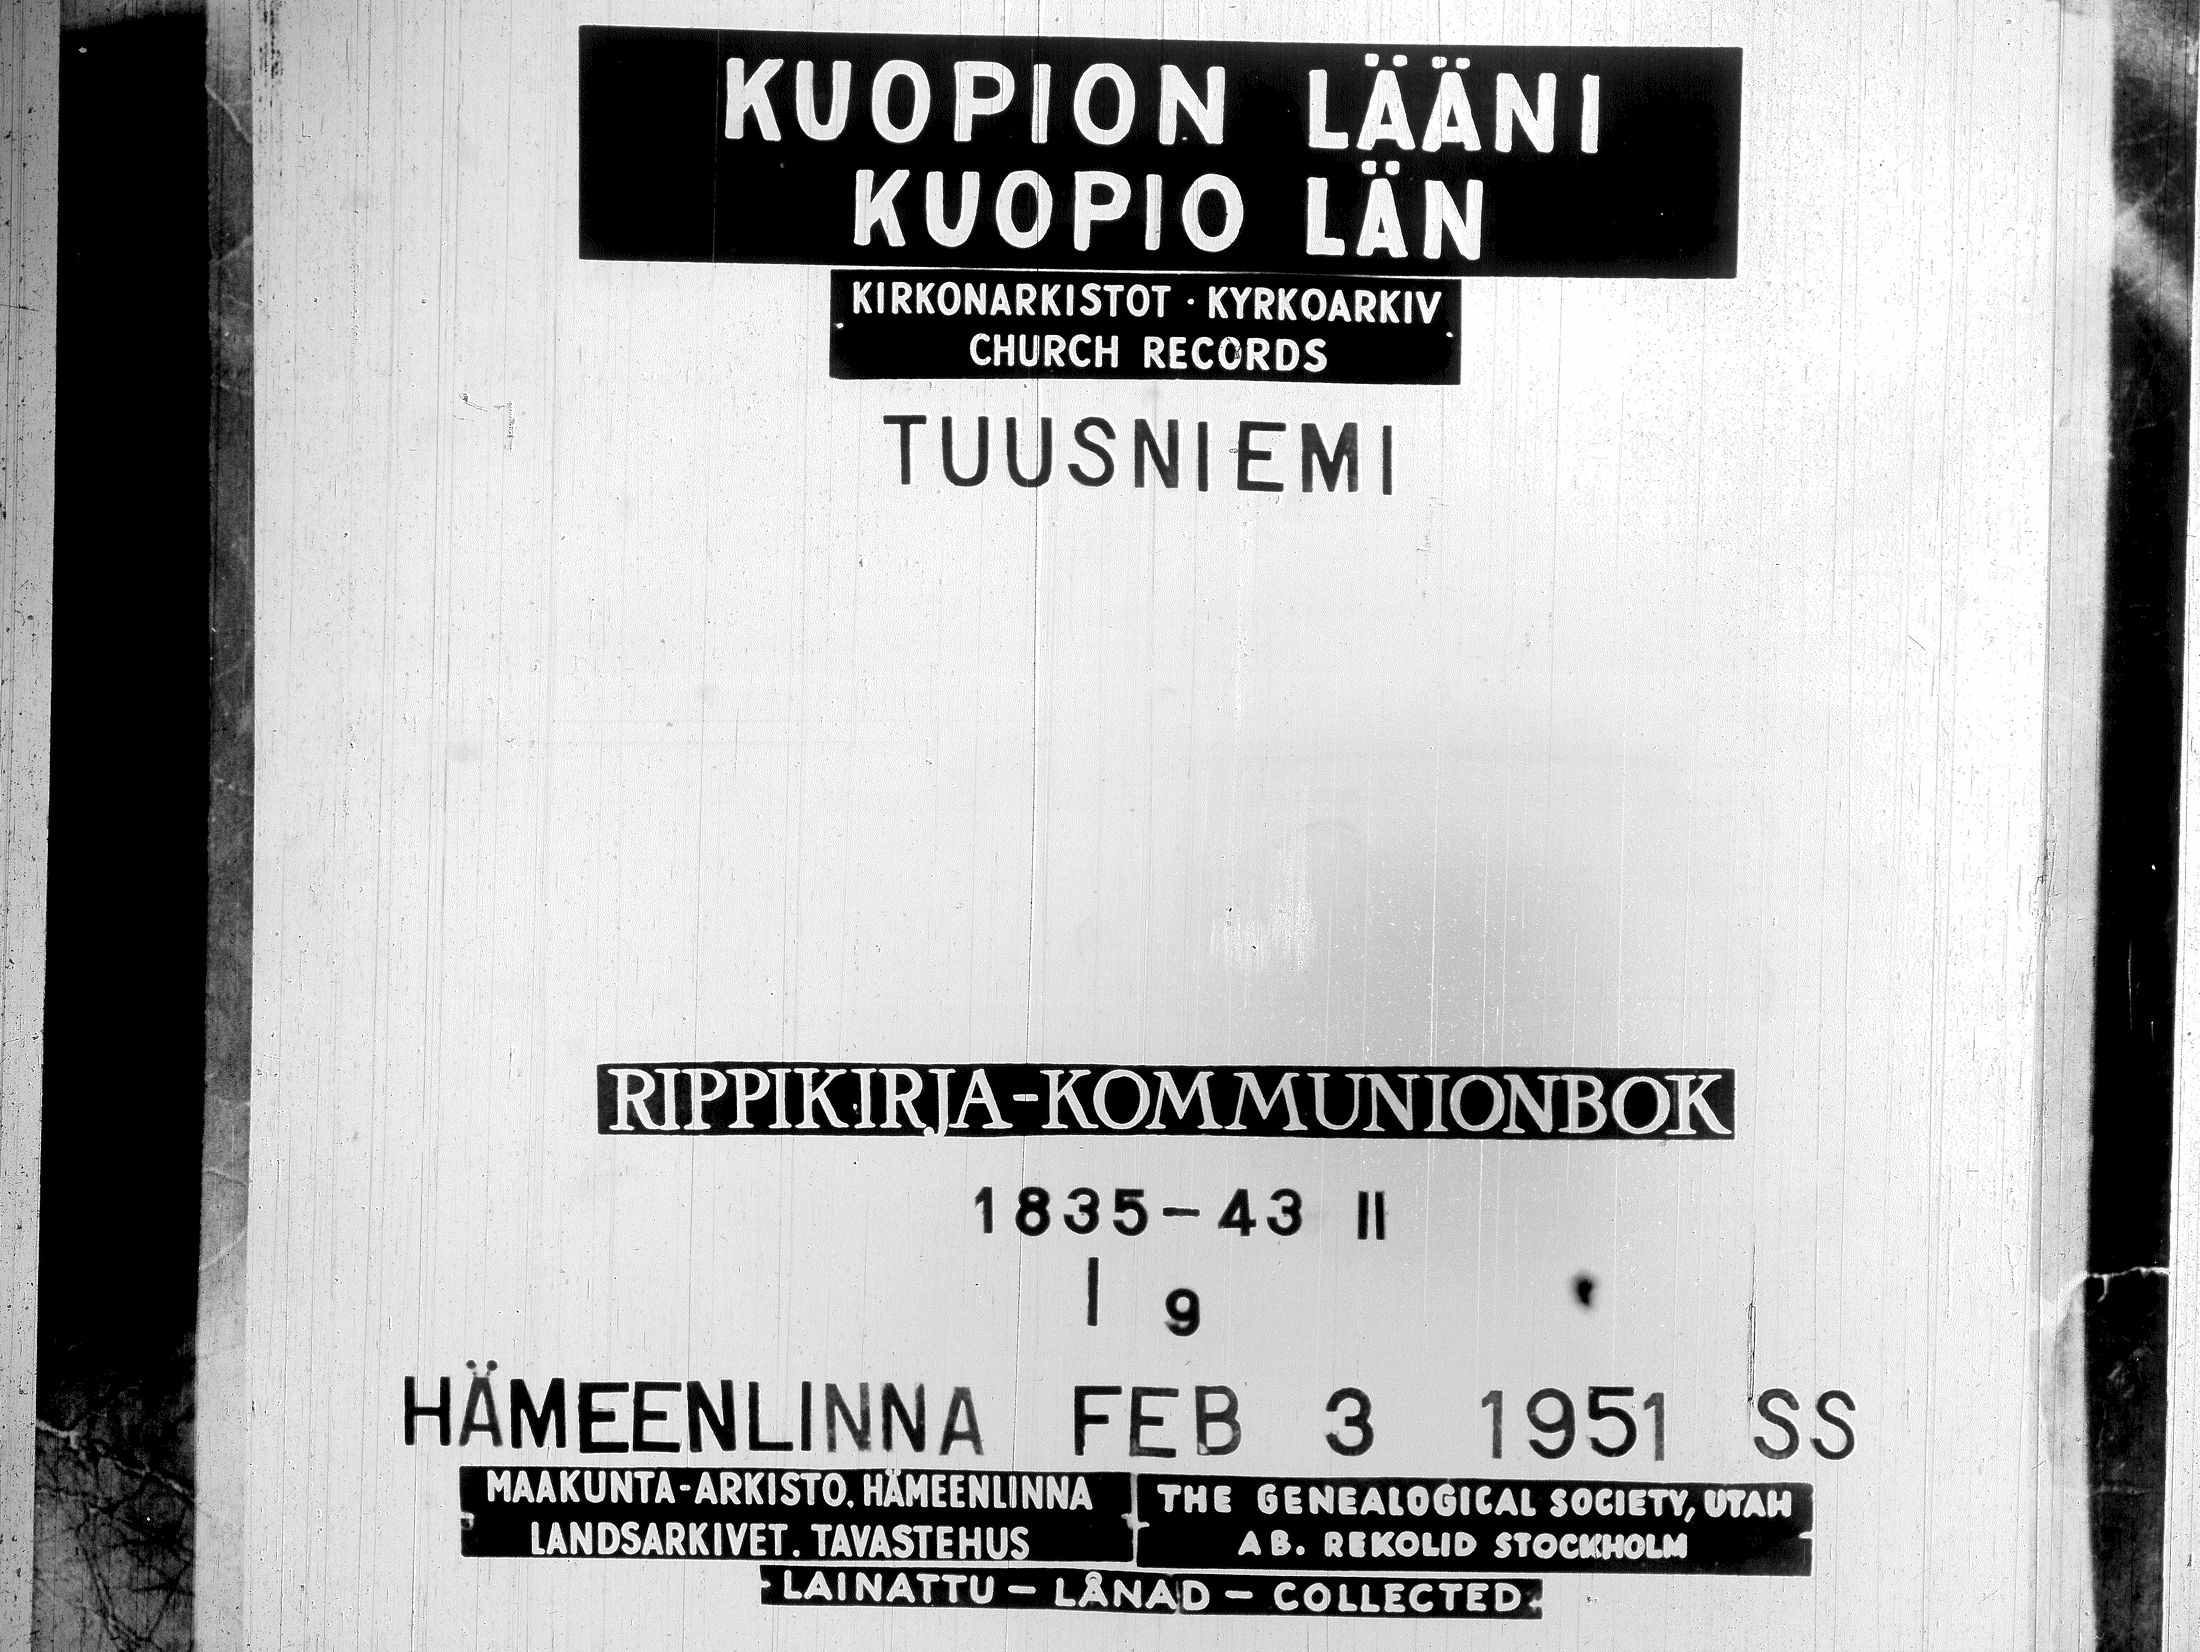 KUOPION LÄÄNI
KUOPIO LÄN
KIRKONARKISTOT · KYRKOARKIV
CHURCH RECORDS
TUUSNIEMI
RIPPIKIRJA-KOMMUNIONBOK
1835-43 II
I 9
HÄMEENLINNA FEB 3 1951 SS
MAAKUNTA-ARKISTO, HÄMEENLINNA
LANDSARKIVET, TAVASTEHUS
THE GENEALOGICAL SOCIETY, UTAH
AB. REKOLID STOCKHOLM
LAINATTU - LÅNAD - COLLECTED